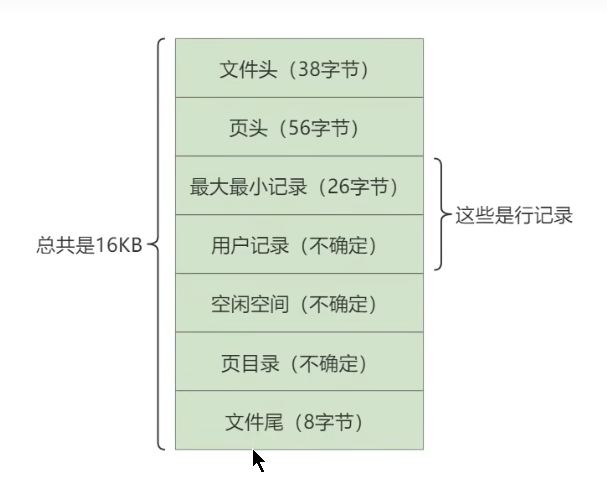 文件头（38字节）
页头（56字节）
最大最小记录（26字节）
用户记录（不确定）
空闲空间（不确定）
页目录（不确定）
文件尾（8字节）
总共是16KB
这些是行记录